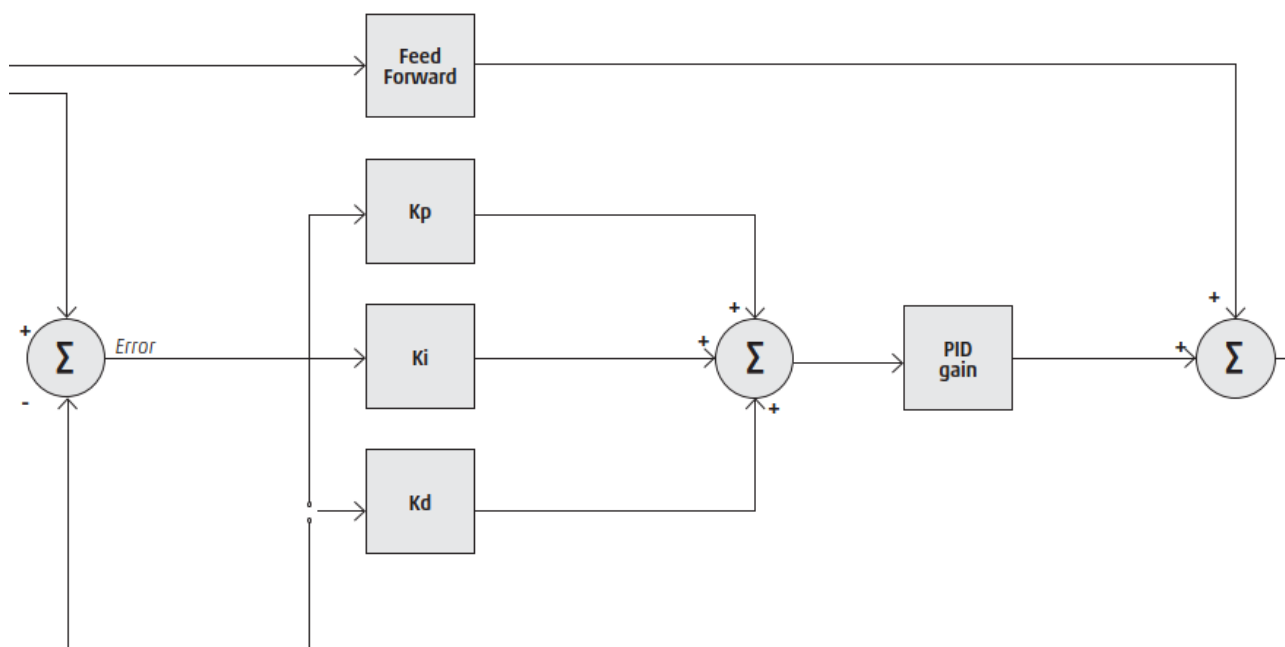 Feed
Forward
Kp
+
Σ
-
Error
Ki
+
+
Σ
+
PID
gain
+
+
Σ
Kd